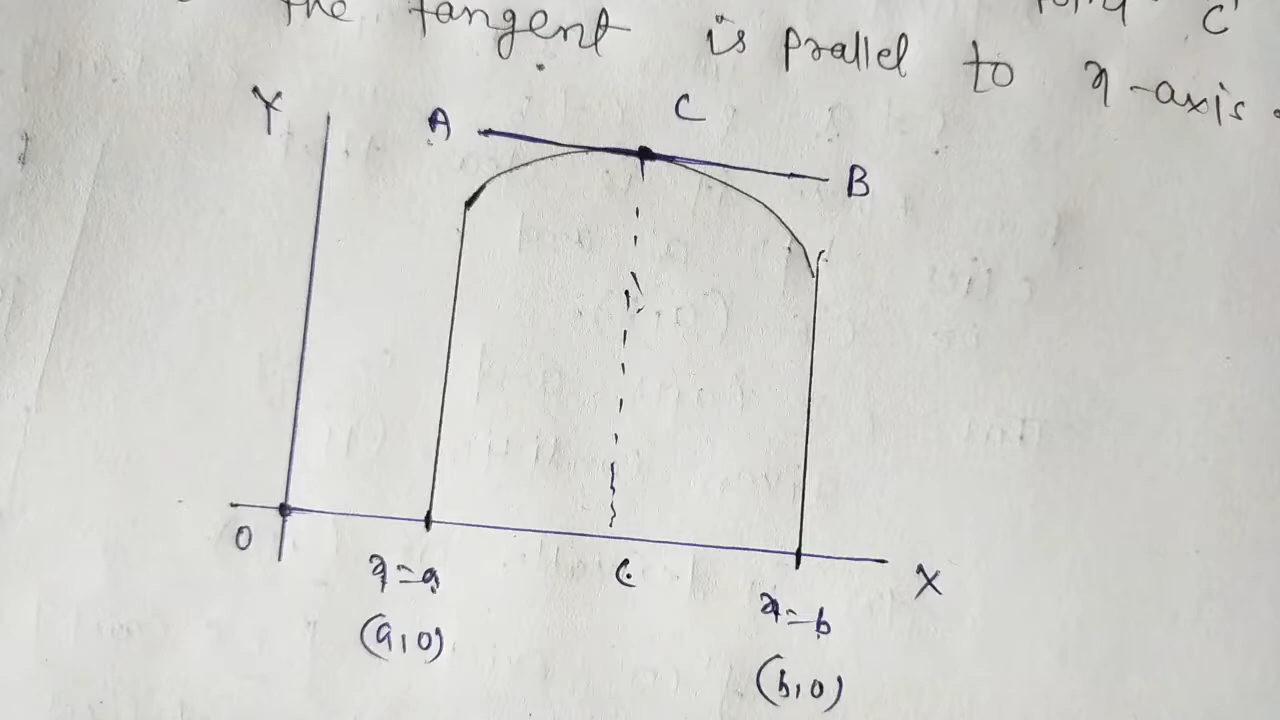 the tangent is prallel to x-axis.
C
Y
A
C
B
O
x=a
C
X
x=b
(a,0)
(b,0)